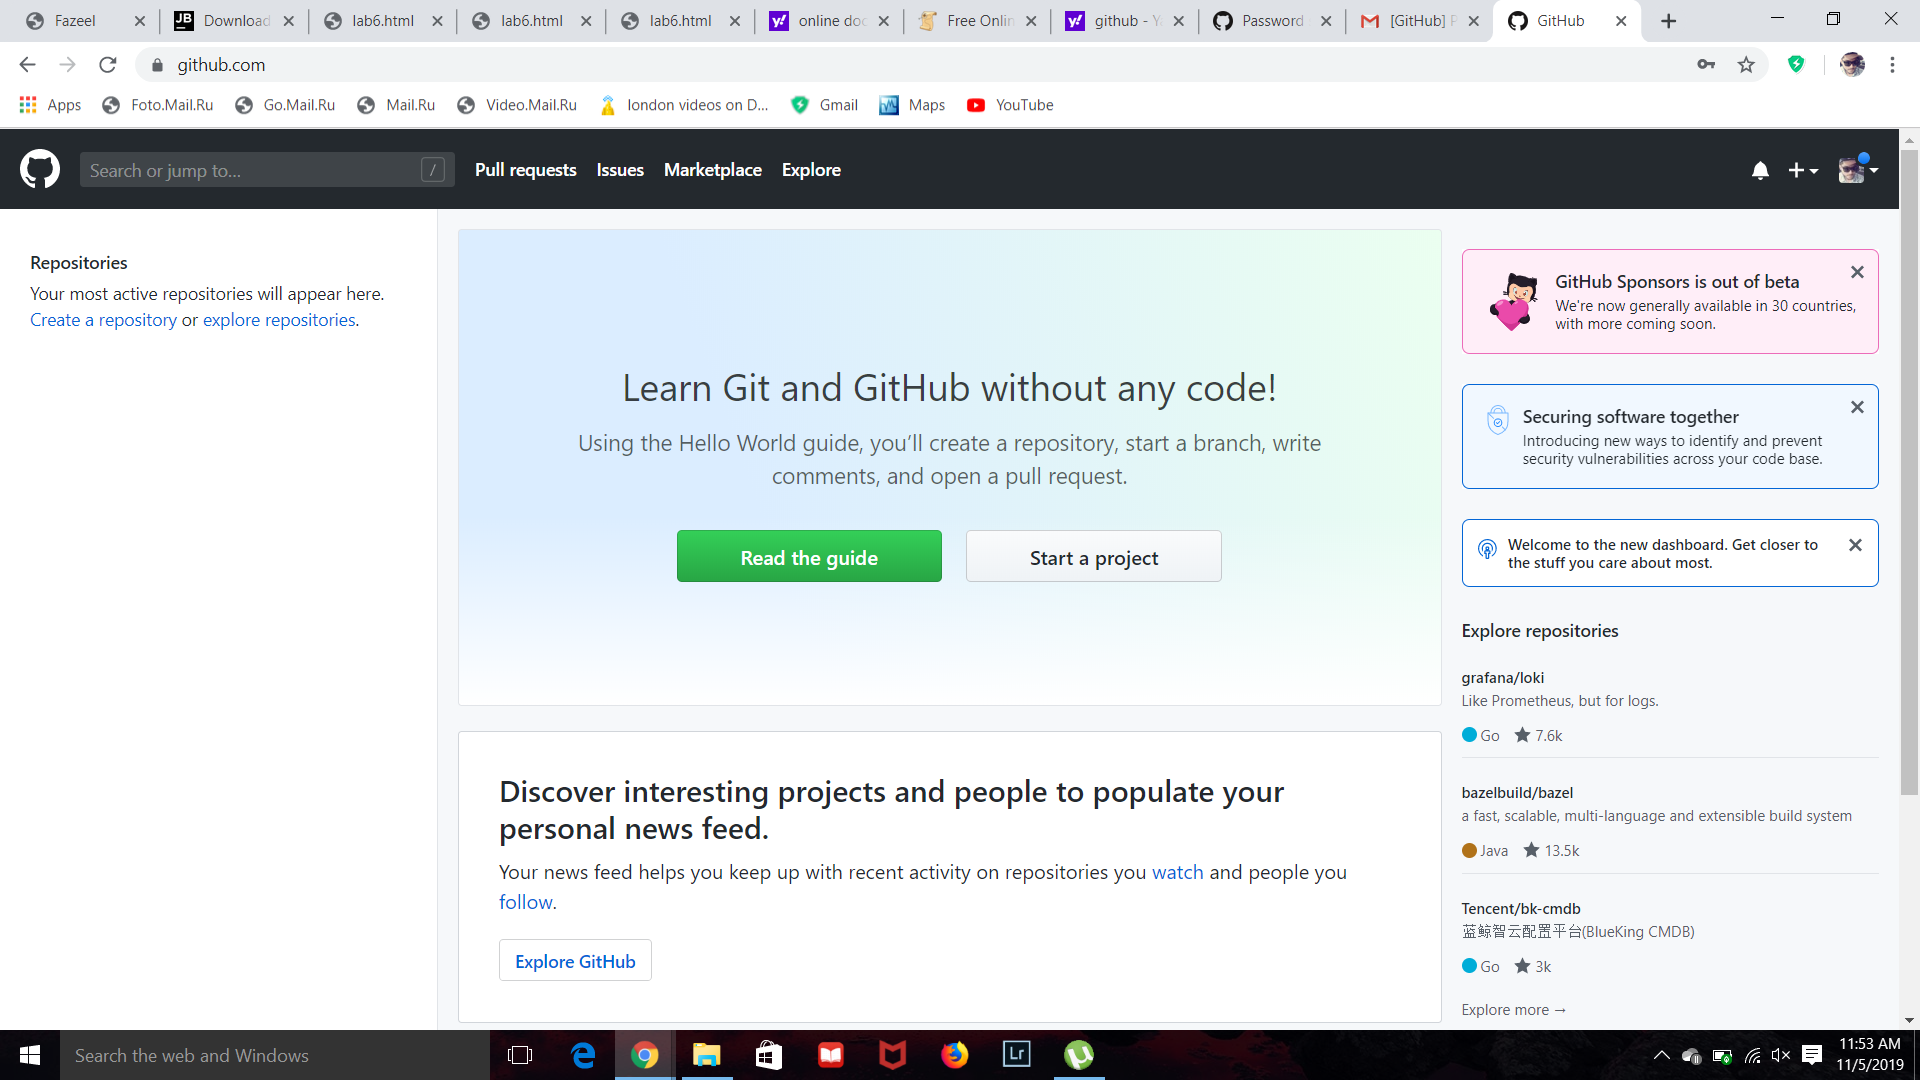 Fazeel
Download
lab6.html
lab6.html
lab6.html
online doc
Free Onlin
github - Ya
Password
[GitHub] P
GitHub
github.com
Apps
Foto.Mail.Ru
Go.Mail.Ru
Mail.Ru
Video.Mail.Ru
london videos on D...
Gmail
Maps
YouTube
Search or jump to...
/
Pull requests
Issues
Marketplace
Explore
Repositories
Your most active repositories will appear here.
Create a repository or explore repositories.
Learn Git and GitHub without any code!
Using the Hello World guide, you’ll create a repository, start a branch, write
comments, and open a pull request.
Read the guide
Start a project
Discover interesting projects and people to populate your
personal news feed.
Your news feed helps you keep up with recent activity on repositories you watch and people you
follow.
Explore GitHub
GitHub Sponsors is out of beta
We're now generally available in 30 countries,
with more coming soon.
Securing software together
Introducing new ways to identify and prevent
security vulnerabilities across your code base.
Welcome to the new dashboard. Get closer to
the stuff you care about most.
Explore repositories
grafana/loki
Like Prometheus, but for logs.
Go 7.6k
bazelbuild/bazel
a fast, scalable, multi-language and extensible build system
Java 13.5k
Tencent/bk-cmdb
蓝鲸智云配置平台(BlueKing CMDB)
Go 3k
Explore more →
Search the web and Windows
Lr
11:53 AM
11/5/2019